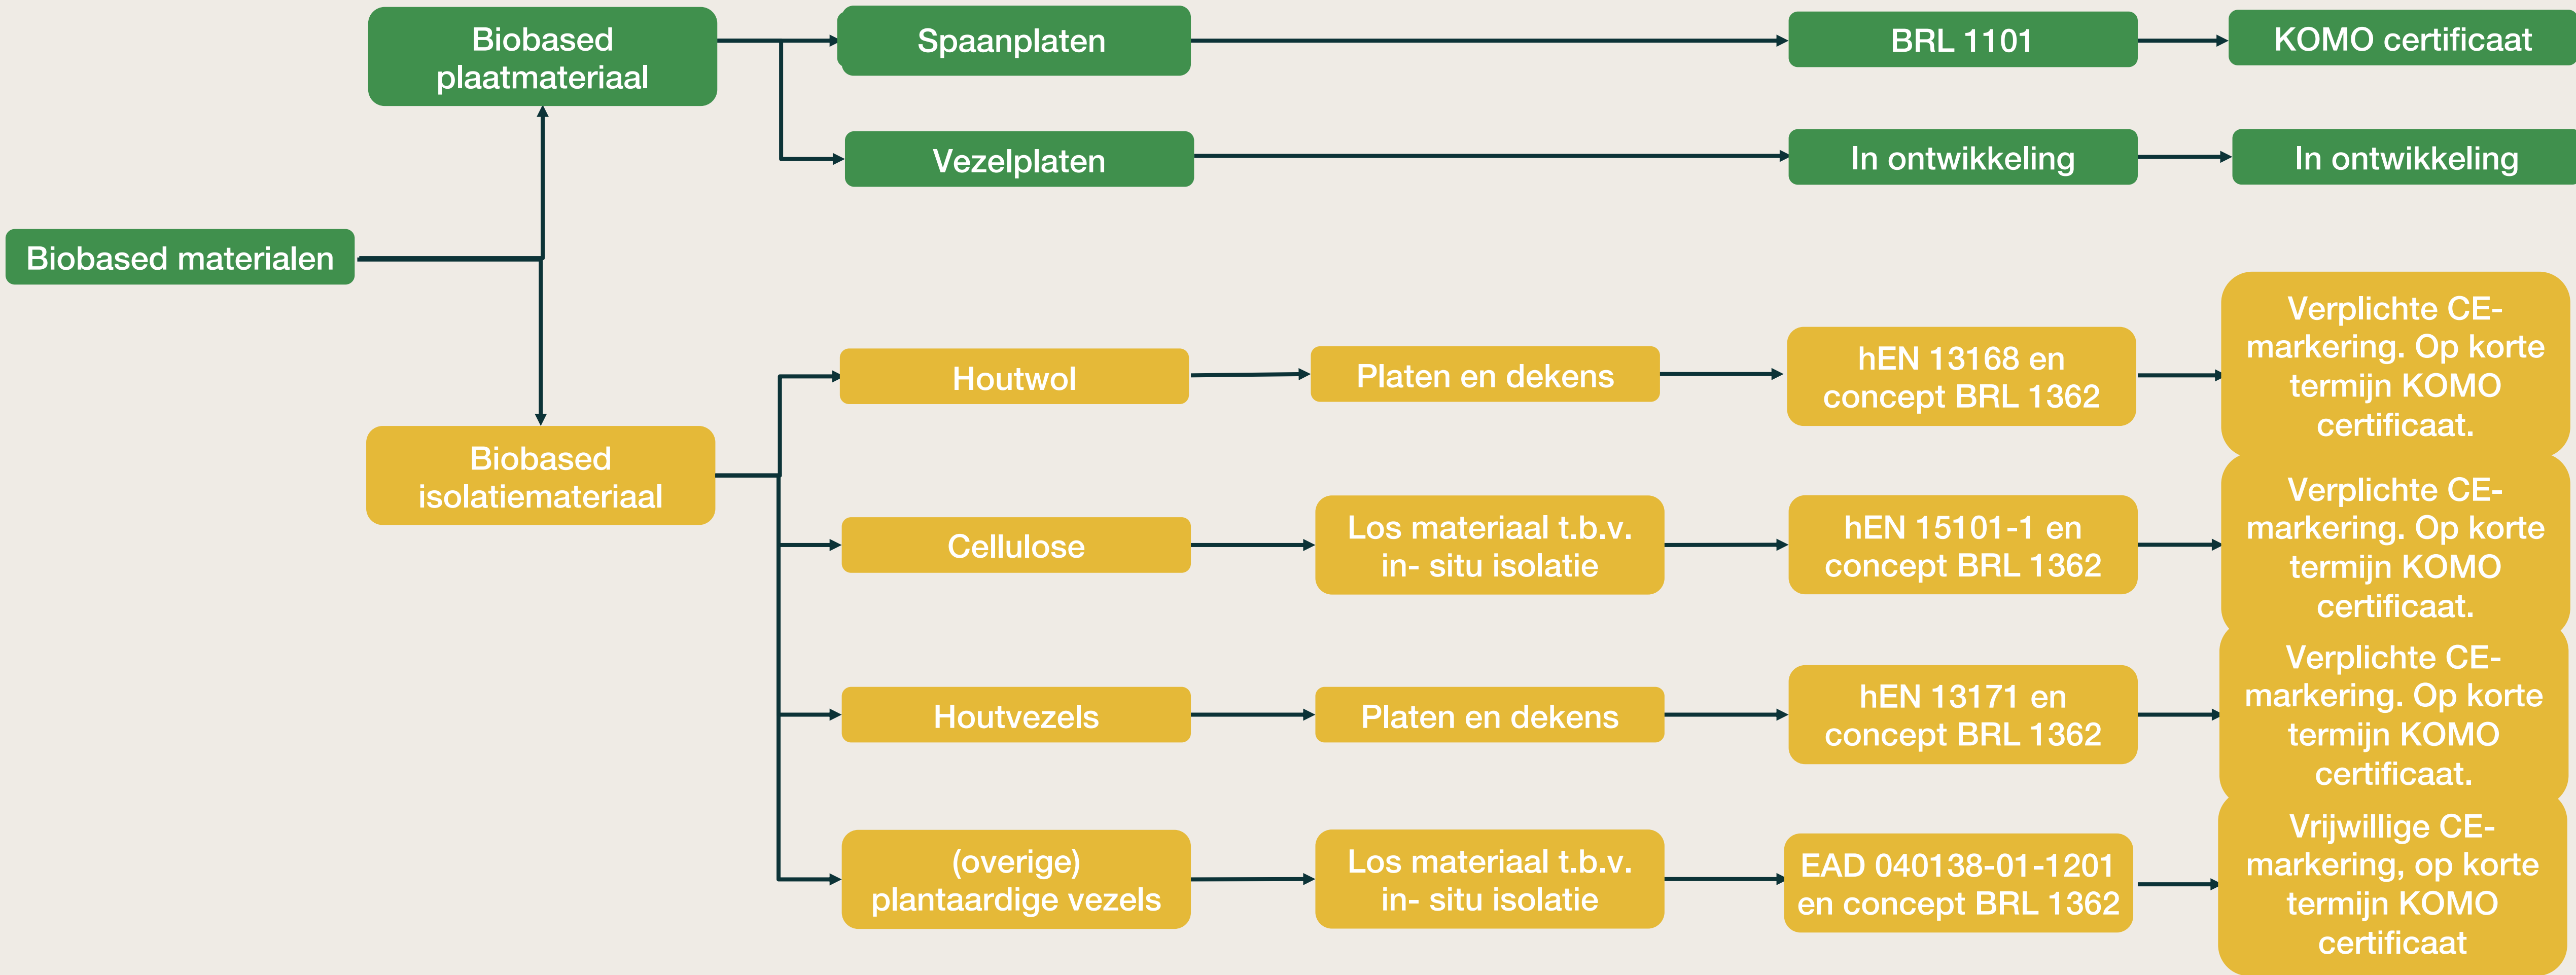 Biobased materialen
Biobased
plaatmateriaal
Spaanplaten
BRL 1101
KOMO certificaat
Vezelplaten
In ontwikkeling
In ontwikkeling
Biobased
isolatiemateriaal
Houtwol
Platen en dekens
hEN 13168 en
concept BRL 1362
Verplichte CE-
markering. Op korte
termijn KOMO
certificaat.
Cellulose
Los materiaal t.b.v.
in- situ isolatie
hEN 15101-1 en
concept BRL 1362
Verplichte CE-
markering. Op korte
termijn KOMO
certificaat.
Houtvezels
Platen en dekens
hEN 13171 en
concept BRL 1362
Verplichte CE-
markering. Op korte
termijn KOMO
certificaat.
(overige)
plantaardige vezels
Los materiaal t.b.v.
in- situ isolatie
EAD 040138-01-1201
en concept BRL 1362
Vrijwillige CE-
markering, op korte
termijn KOMO
certificaat